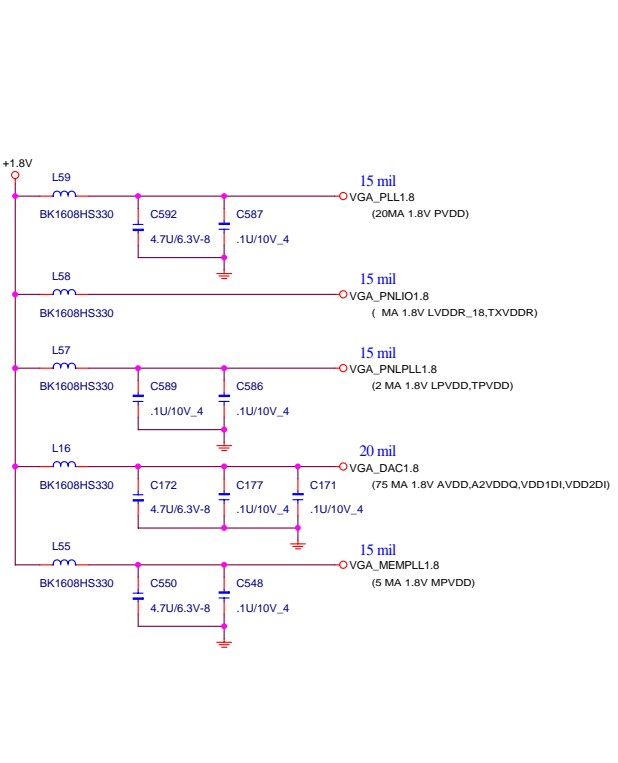 +1.8V
L59
BK1608HS330
C592
4.7U/6.3V-8
C587
.1U/10V_4
15 mil
VGA_PLL1.8
(20MA 1.8V PVDD)
L58
BK1608HS330
15 mil
VGA_PNLIO1.8
( MA 1.8V LVDDR_18,TXVDDR)
L57
BK1608HS330
C589
.1U/10V_4
C586
.1U/10V_4
15 mil
VGA_PNLPLL1.8
(2 MA 1.8V LPVDD,TPVDD)
L16
BK1608HS330
C172
4.7U/6.3V-8
C177
.1U/10V_4
C171
.1U/10V_4
20 mil
VGA_DAC1.8
(75 MA 1.8V AVDD,A2VDDQ,VDD1DI,VDD2DI)
L55
BK1608HS330
C550
4.7U/6.3V-8
C548
.1U/10V_4
15 mil
VGA_MEMPLL1.8
(5 MA 1.8V MPVDD)